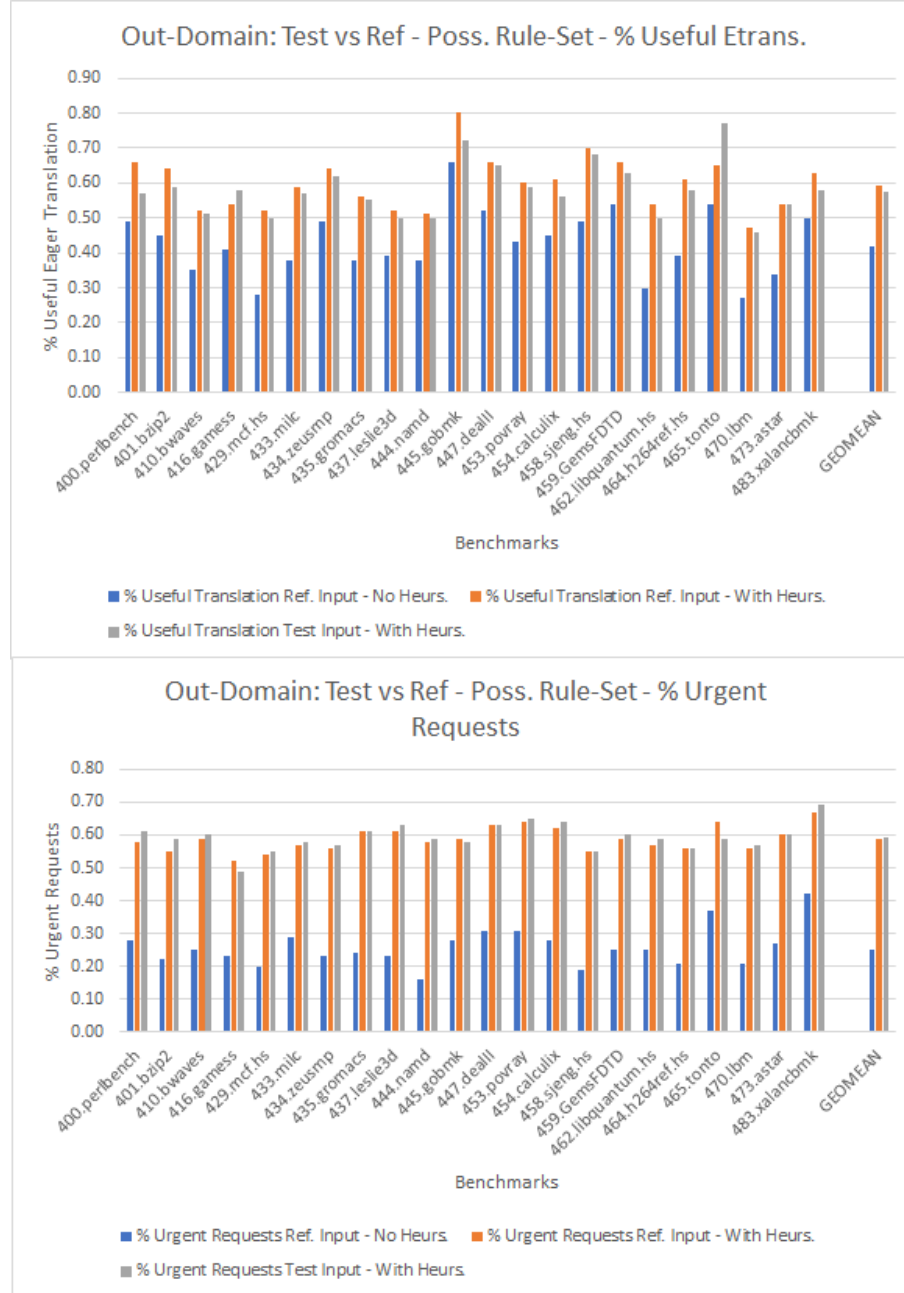 Out-Domain: Test vs Ref - Poss. Rule-Set - % Useful Etrans.
% Useful Eager Translation
0.90
0.80
0.70
0.60
0.50
0.40
0.30
0.20
0.10
0.00
400.perlbench
401.bzip2
410.bwaves
416.gamess
429.mcf.hs
433.milc
434.zeusmp
435.gromacs
437.leslie3d
444.namd
445.gobmk
447.dealII
453.povray
454.calculix
458.sjeng.hs
459.GemsFDTD
462.libquantum.hs
464.h264ref.hs
465.tonto
470.lbm
473.astar
483.xalancbmk
GEOMEAN
Benchmarks
% Useful Translation Ref. Input - No Heurs.
% Useful Translation Ref. Input - With Heurs.
% Useful Translation Test Input - With Heurs.
Out-Domain: Test vs Ref - Poss. Rule-Set - % Urgent
Requests
% Urgent Requests
0.80
0.70
0.60
0.50
0.40
0.30
0.20
0.10
0.00
400.perlbench
401.bzip2
410.bwaves
416.gamess
429.mcf.hs
433.milc
434.zeusmp
435.gromacs
437.leslie3d
444.namd
445.gobmk
447.dealII
453.povray
454.calculix
458.sjeng.hs
459.GemsFDTD
462.libquantum.hs
464.h264ref.hs
465.tonto
470.lbm
473.astar
483.xalancbmk
GEOMEAN
Benchmarks
% Urgent Requests Ref. Input - No Heurs.
% Urgent Requests Ref. Input - With Heurs.
% Urgent Requests Test Input - With Heurs.